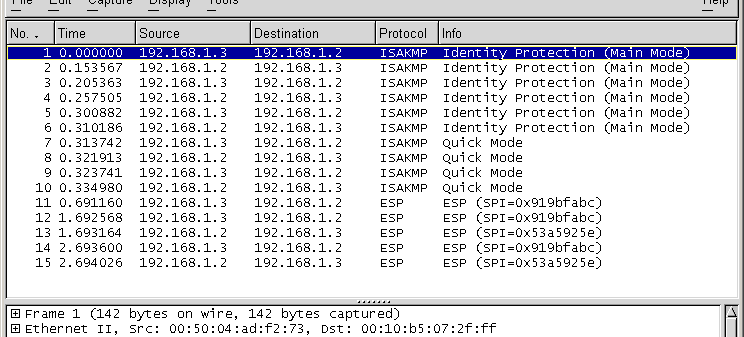 File Edit Capture Display Tools Help
No. Time Source Destination Protocol Info
1 0.000000 192.168.1.3 192.168.1.2 ISAKMP Identity Protection (Main Mode)
2 0.153567 192.168.1.2 192.168.1.3 ISAKMP Identity Protection (Main Mode)
3 0.205363 192.168.1.3 192.168.1.2 ISAKMP Identity Protection (Main Mode)
4 0.257505 192.168.1.2 192.168.1.3 ISAKMP Identity Protection (Main Mode)
5 0.300882 192.168.1.3 192.168.1.2 ISAKMP Identity Protection (Main Mode)
6 0.310186 192.168.1.2 192.168.1.3 ISAKMP Identity Protection (Main Mode)
7 0.313742 192.168.1.3 192.168.1.2 ISAKMP Quick Mode
8 0.321913 192.168.1.2 192.168.1.3 ISAKMP Quick Mode
9 0.323741 192.168.1.3 192.168.1.2 ISAKMP Quick Mode
10 0.334980 192.168.1.2 192.168.1.3 ISAKMP Quick Mode
11 0.691160 192.168.1.3 192.168.1.2 ESP ESP (SPI=0x919bfabc)
12 1.692568 192.168.1.3 192.168.1.2 ESP ESP (SPI=0x919bfabc)
13 1.693164 192.168.1.2 192.168.1.3 ESP ESP (SPI=0x53a5925e)
14 2.693600 192.168.1.3 192.168.1.2 ESP ESP (SPI=0x919bfabc)
15 2.694026 192.168.1.2 192.168.1.3 ESP ESP (SPI=0x53a5925e)
Frame 1 (142 bytes on wire, 142 bytes captured)
Ethernet II, Src: 00:50:04:ad:f2:73, Dst: 00:10:b5:07:2f:ff